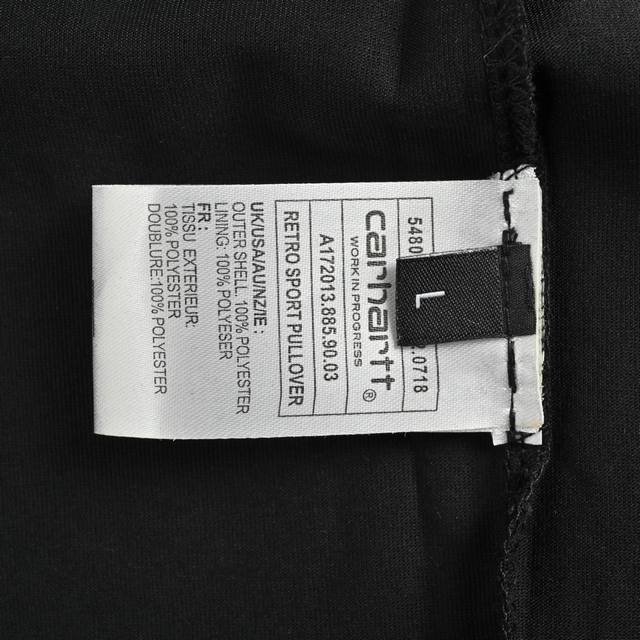 5480
.0718
L
carhartt®
WORK IN PROGRESS
A172013.885.90.03
RETRO SPORT PULLOVER
UK/USA/AU/NZ/IE:
OUTER SHELL, 100% POLYESTER
LINING: 100% POLYESER
FR:
TISSU EXTERIEUR:
100% POLYESTER
DOUBLURE:100% POLYESTER